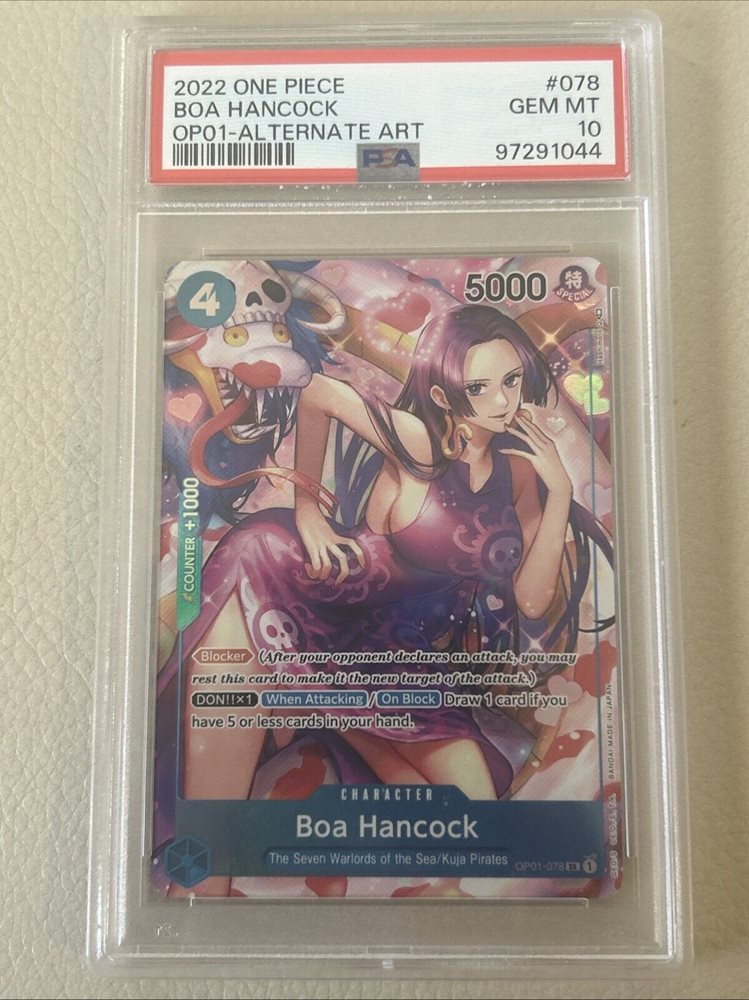 2022 ONE PIECE #078
BOA HANCOCK GEM MT
OP01-ALTERNATE ART 10
97291044
PSA
4
5000
特
SPECIAL
COUNTER +1000
Blocker (After your opponent declares an attack, you may
rest this card to make it the new target of the attack.)
DON!!×1 When Attacking / On Block Draw 1 card if you
have 5 or less cards in your hand.
BANDAI MADE IN JAPAN
CHARACTER
Boa Hancock
The Seven Warlords of the Sea/Kuja Pirates
OP01-078 SR 1